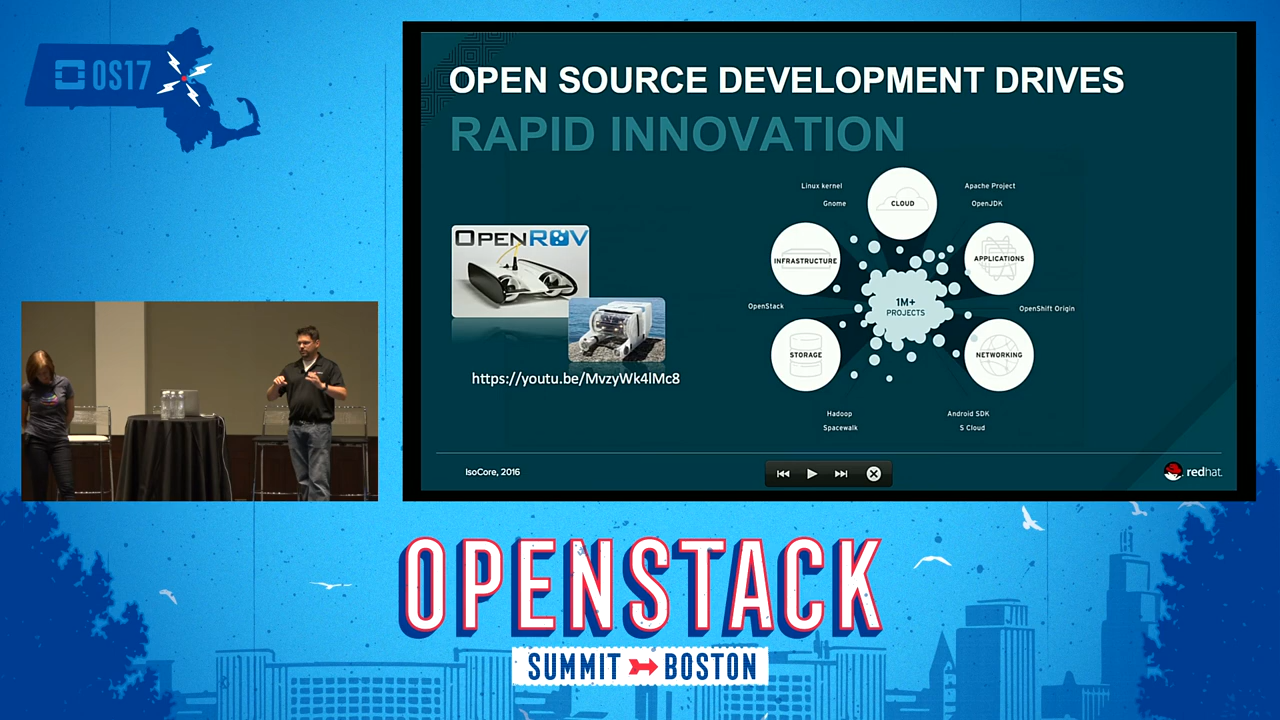 OS17
OPEN SOURCE DEVELOPMENT DRIVES
RAPID INNOVATION
OPENROV
https://youtu.be/MvzyWk4lMc8
Linux kernel
Gnome
CLOUD
Apache Project
OpenJDK
INFRASTRUCTURE
APPLICATIONS
1M+
PROJECTS
OpenStack
OpenShift Origin
STORAGE
NETWORKING
Hadoop
Spacewalk
Android SDK
S Cloud
IsoCore, 2016
redhat.
OPENSTACK
SUMMIT BOSTON